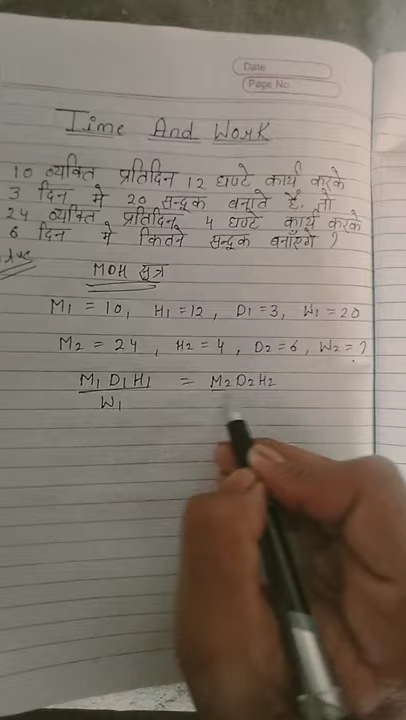 Date
Page No
Time And Work
10 व्यक्ति प्रतिदिन 12 घण्टे कार्य करके
3 दिन मे 20 सन्दूक बनाते हैं, तो
24 व्यक्ति प्रतिदिन 4 घण्टे कार्य करके
6 दिन मे कितने सन्दूक बनाएँगे ?
MDH सूत्र
M1 = 10, H1 = 12, D1 = 3, W1 = 20
M2 = 24, H2 = 4, D2 = 6, W2 = ?
M1 D1 H1 = M2 D2 H2
W1